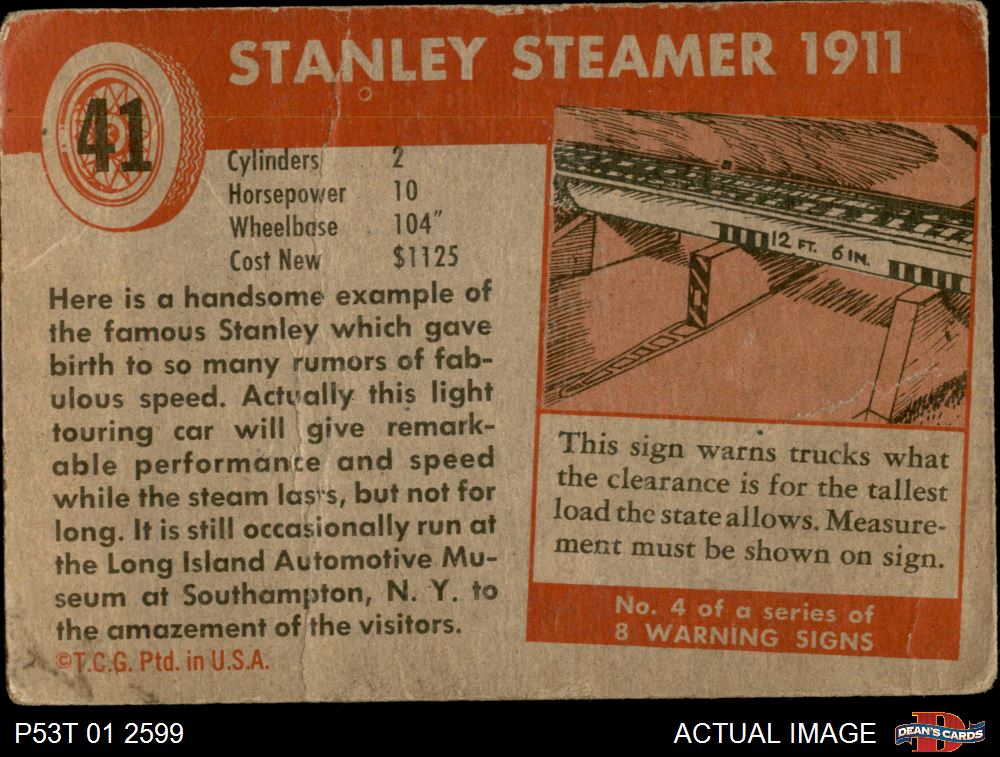 41
STANLEY STEAMER 1911
Cylinders 2
Horsepower 10
Wheelbase 104"
Cost New $1125
Here is a handsome example of
the famous Stanley which gave
birth to so many rumors of fab-
ulous speed. Actually this light
touring car will give remark-
able performance and speed
while the steam lasts, but not for
long. It is still occasionally run at
the Long Island Automotive Mu-
seum at Southampton, N. Y. to
the amazement of the visitors.
©T.C.G. Ptd. in U.S.A.
12 FT. 6 IN.
This sign warns trucks what
the clearance is for the tallest
load the state allows. Measure-
ment must be shown on sign.
No. 4 of a series of
8 WARNING SIGNS
P53T 01 2599
ACTUAL IMAGE
D
DEAN'S CARDS